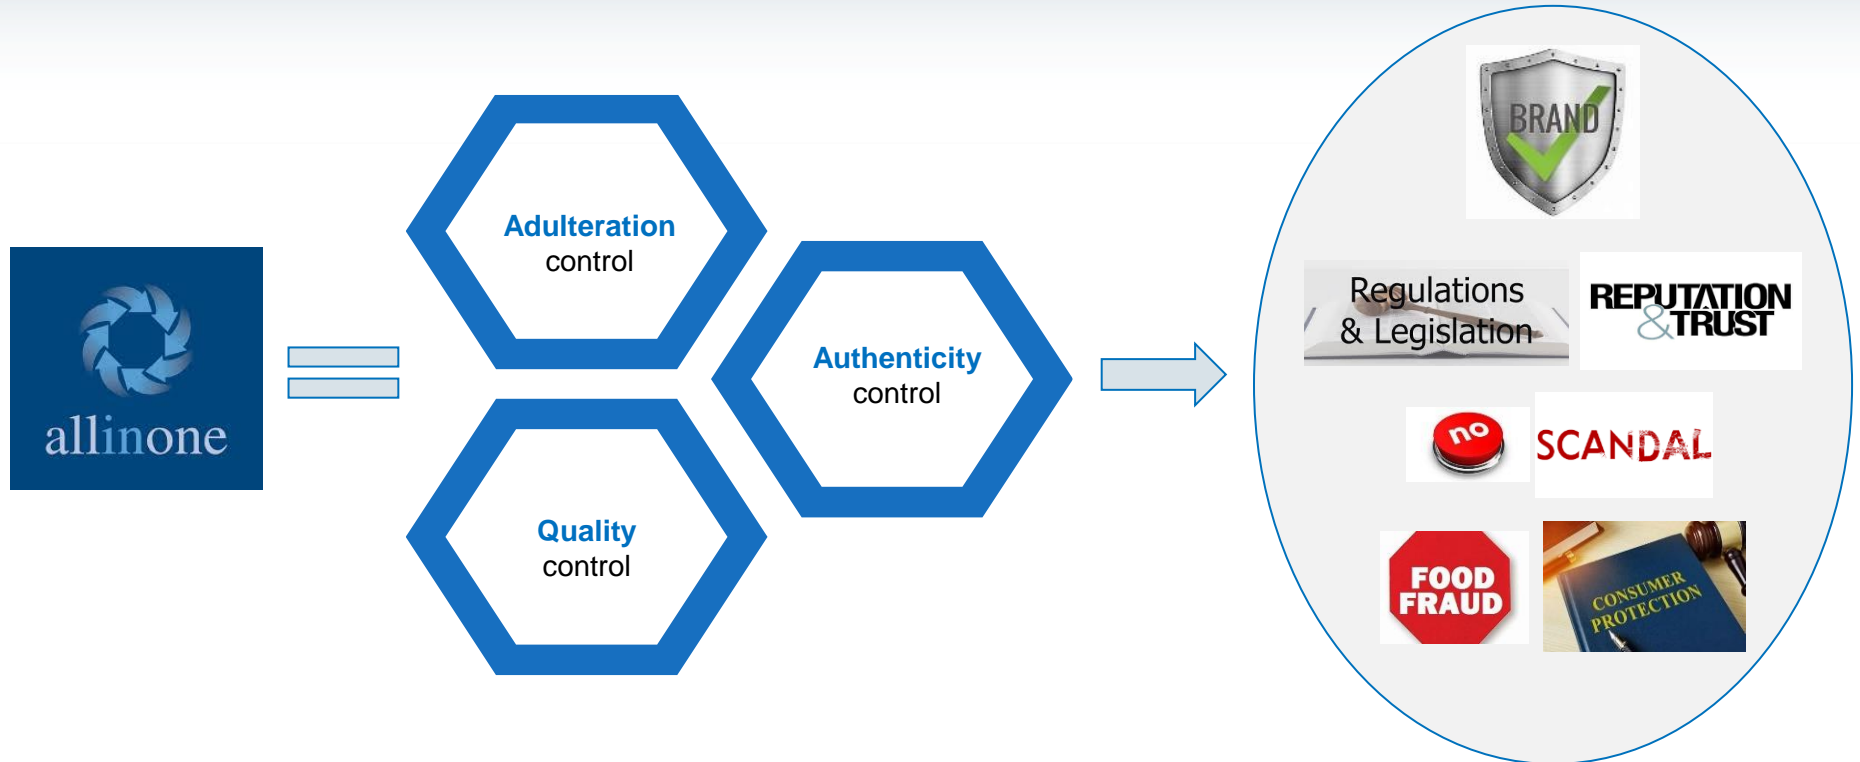 allinone
Adulteration
control
Quality
control
Authenticity
control
BRAND
Regulations
& Legislation
REPUTATION
&TRUST
no
SCANDAL
FOOD
FRAUD
CONSUMER
PROTECTION